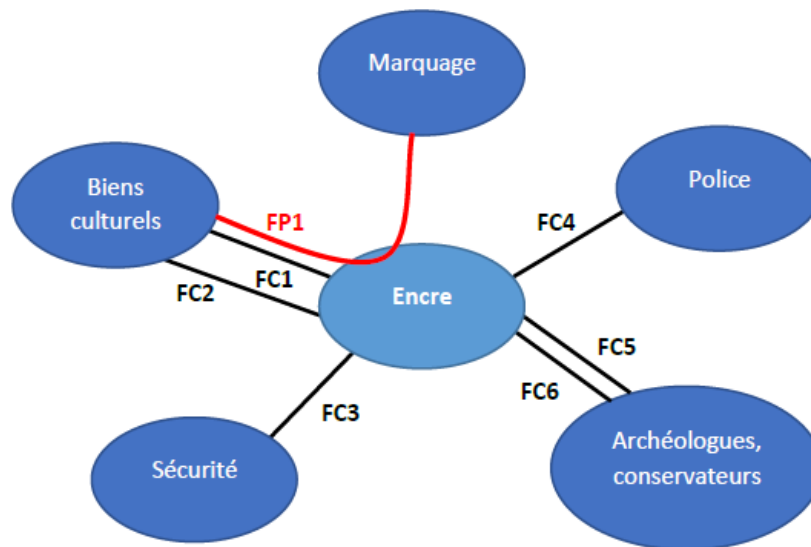 Marquage
Biens
culturels
Police
FP1
FC4
FC1
FC2
Encre
FC5
FC6
FC3
Archéologues,
conservateurs
Sécurité